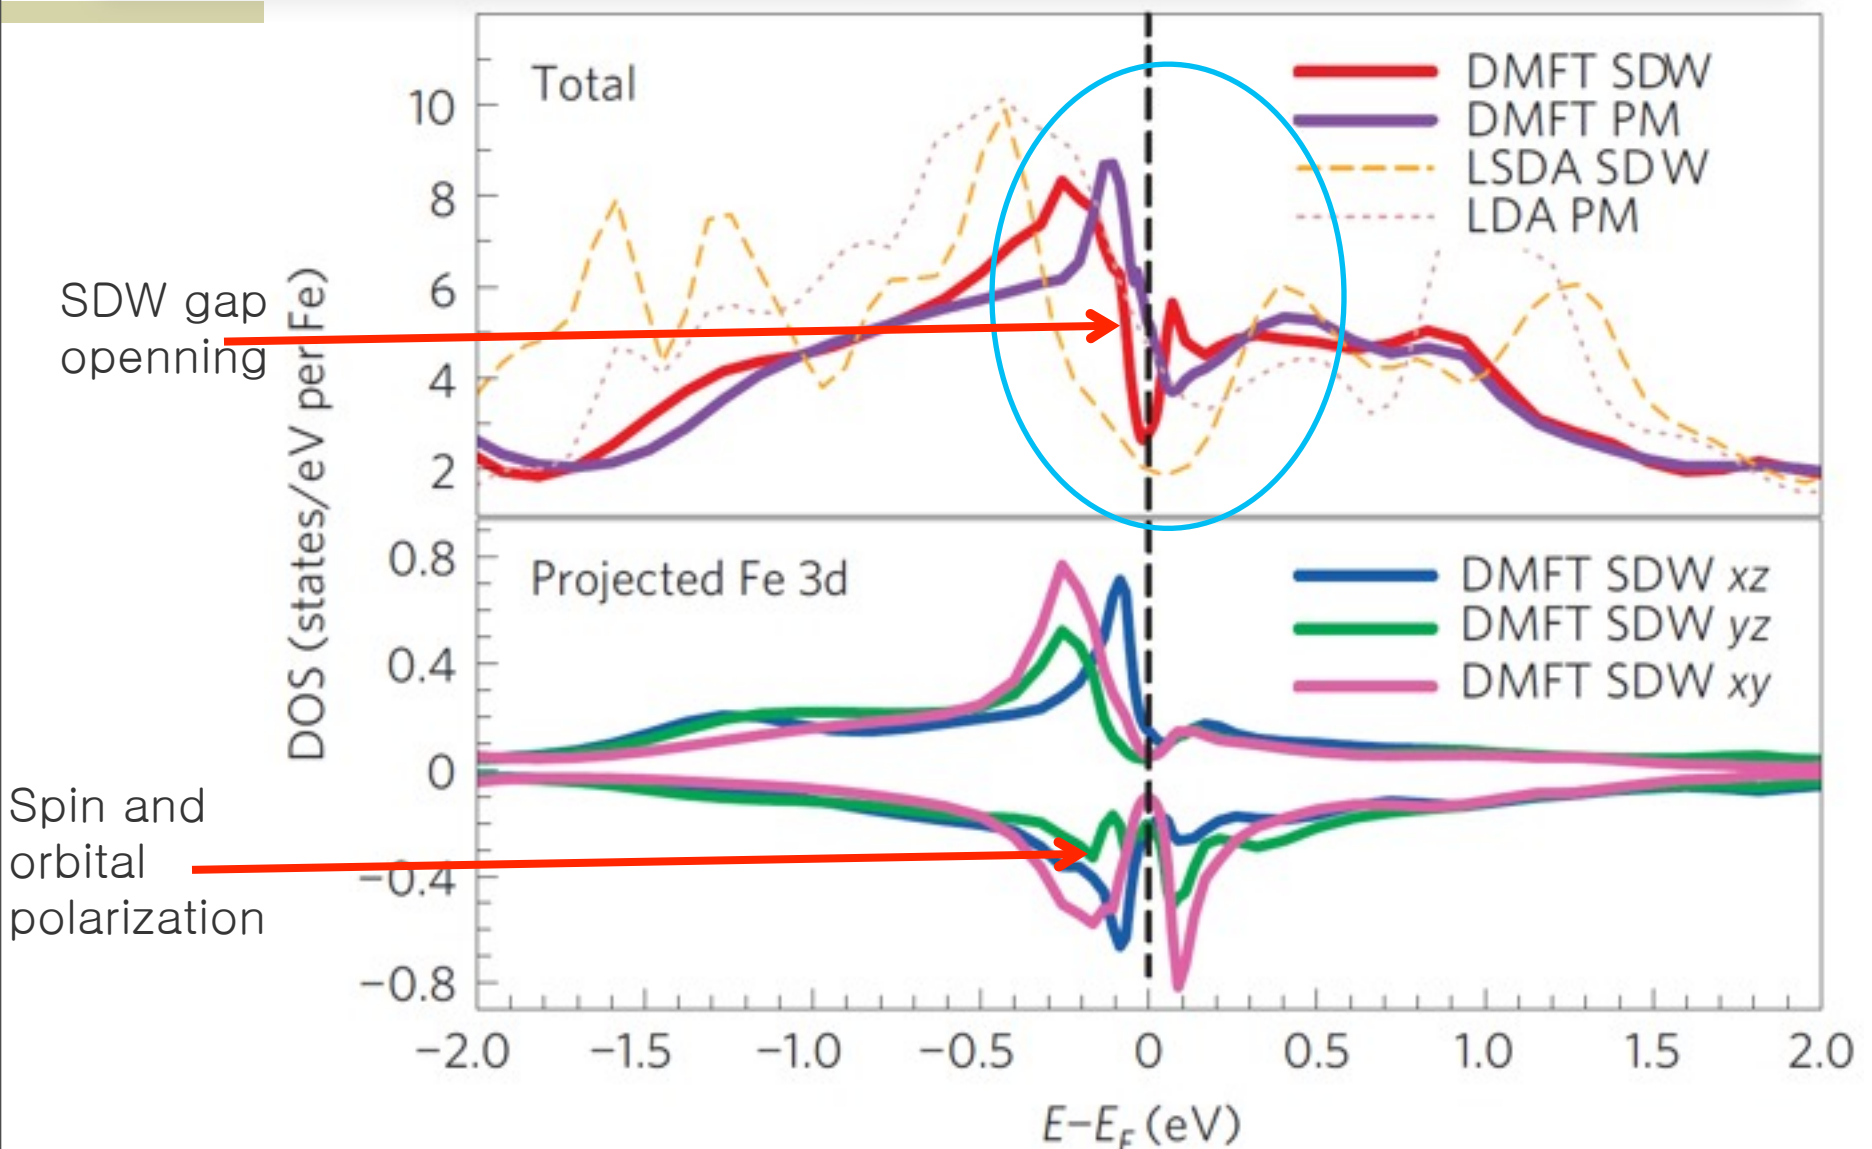 Total
DMFT SDW
DMFT PM
LSDA SDW
LDA PM
10
8
6
4
2
SDW gap
openning
DOS (states/eV per Fe)
Projected Fe 3d
DMFT SDW xz
DMFT SDW yz
DMFT SDW xy
0.8
0.4
0
−0.4
−0.8
Spin and
orbital
polarization
−2.0 −1.5 −1.0 −0.5 0 0.5 1.0 1.5 2.0
E−E_F (eV)